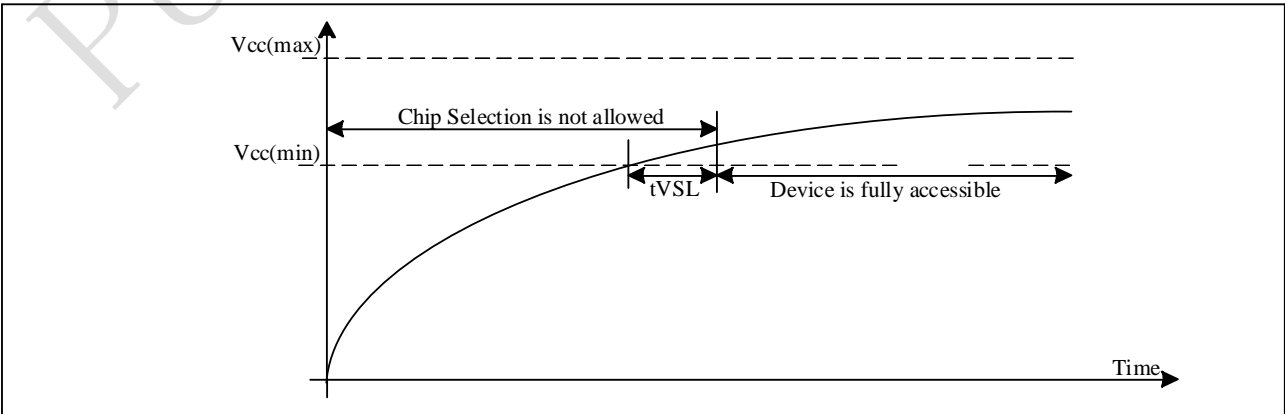 Vcc(max)
Chip Selection is not allowed
Vcc(min)
tVSL
Device is fully accessible
Time